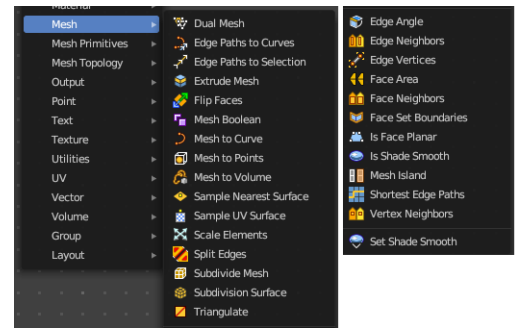 Material
Mesh
Mesh Primitives
Mesh Topology
Output
Point
Text
Texture
Utilities
UV
Vector
Volume
Group
Layout
Dual Mesh
Edge Paths to Curves
Edge Paths to Selection
Extrude Mesh
Flip Faces
Mesh Boolean
Mesh to Curve
Mesh to Points
Mesh to Volume
Sample Nearest Surface
Sample UV Surface
Scale Elements
Split Edges
Subdivide Mesh
Subdivision Surface
Triangulate
Edge Angle
Edge Neighbors
Edge Vertices
Face Area
Face Neighbors
Face Set Boundaries
Is Face Planar
Is Shade Smooth
Mesh Island
Shortest Edge Paths
Vertex Neighbors
Set Shade Smooth